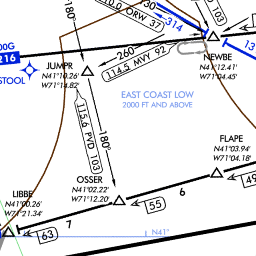 010 ORW 37
314
180°
00G
216
STOOL
JUMPR
N41°10.26'
W71°14.82'
260°
114.5 MVY 92
NEWBE
N41°12.41'
W71°04.45'
13
EAST COAST LOW
2000 FT AND ABOVE
115.6 PVD 103
180°
FLAPE
N41°03.94'
W71°04.18'
OSSER
N41°02.22'
W71°12.20'
LIBBE
N41°00.26'
W71°21.34'
6
49
55
7
63
N41°